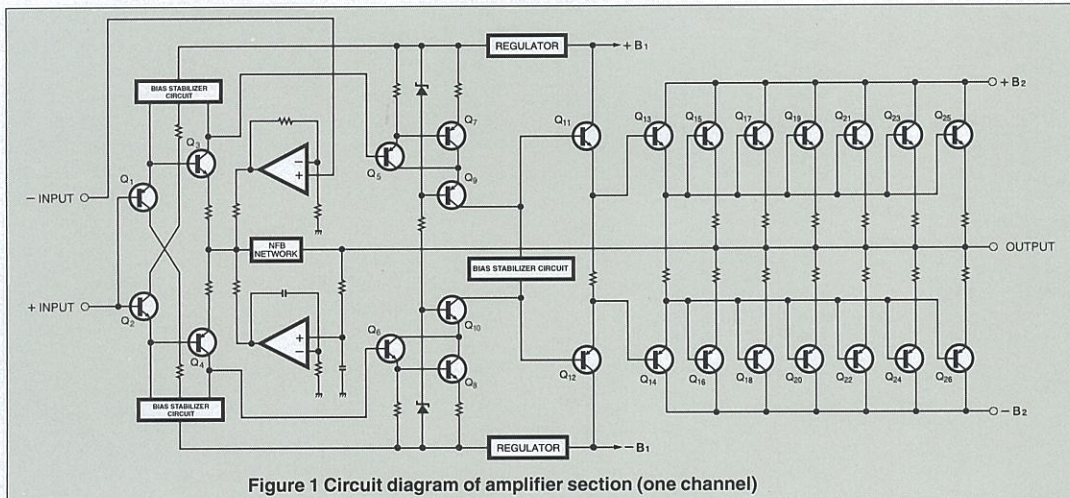 REGULATOR
+B1
BIAS STABILIZER
CIRCUIT
+B2
Q3
Q7
Q11
Q13
Q15
Q17
Q19
Q21
Q23
Q25
Q5
Q1
Q9
− INPUT
− +
NFB
NETWORK
OUTPUT
BIAS STABILIZER CIRCUIT
+ INPUT
Q2
Q10
Q6
+ −
Q4
Q8
Q12
Q14
Q16
Q18
Q20
Q22
Q24
Q26
BIAS STABILIZER
CIRCUIT
−B2
REGULATOR
−B1
Figure 1 Circuit diagram of amplifier section (one channel)